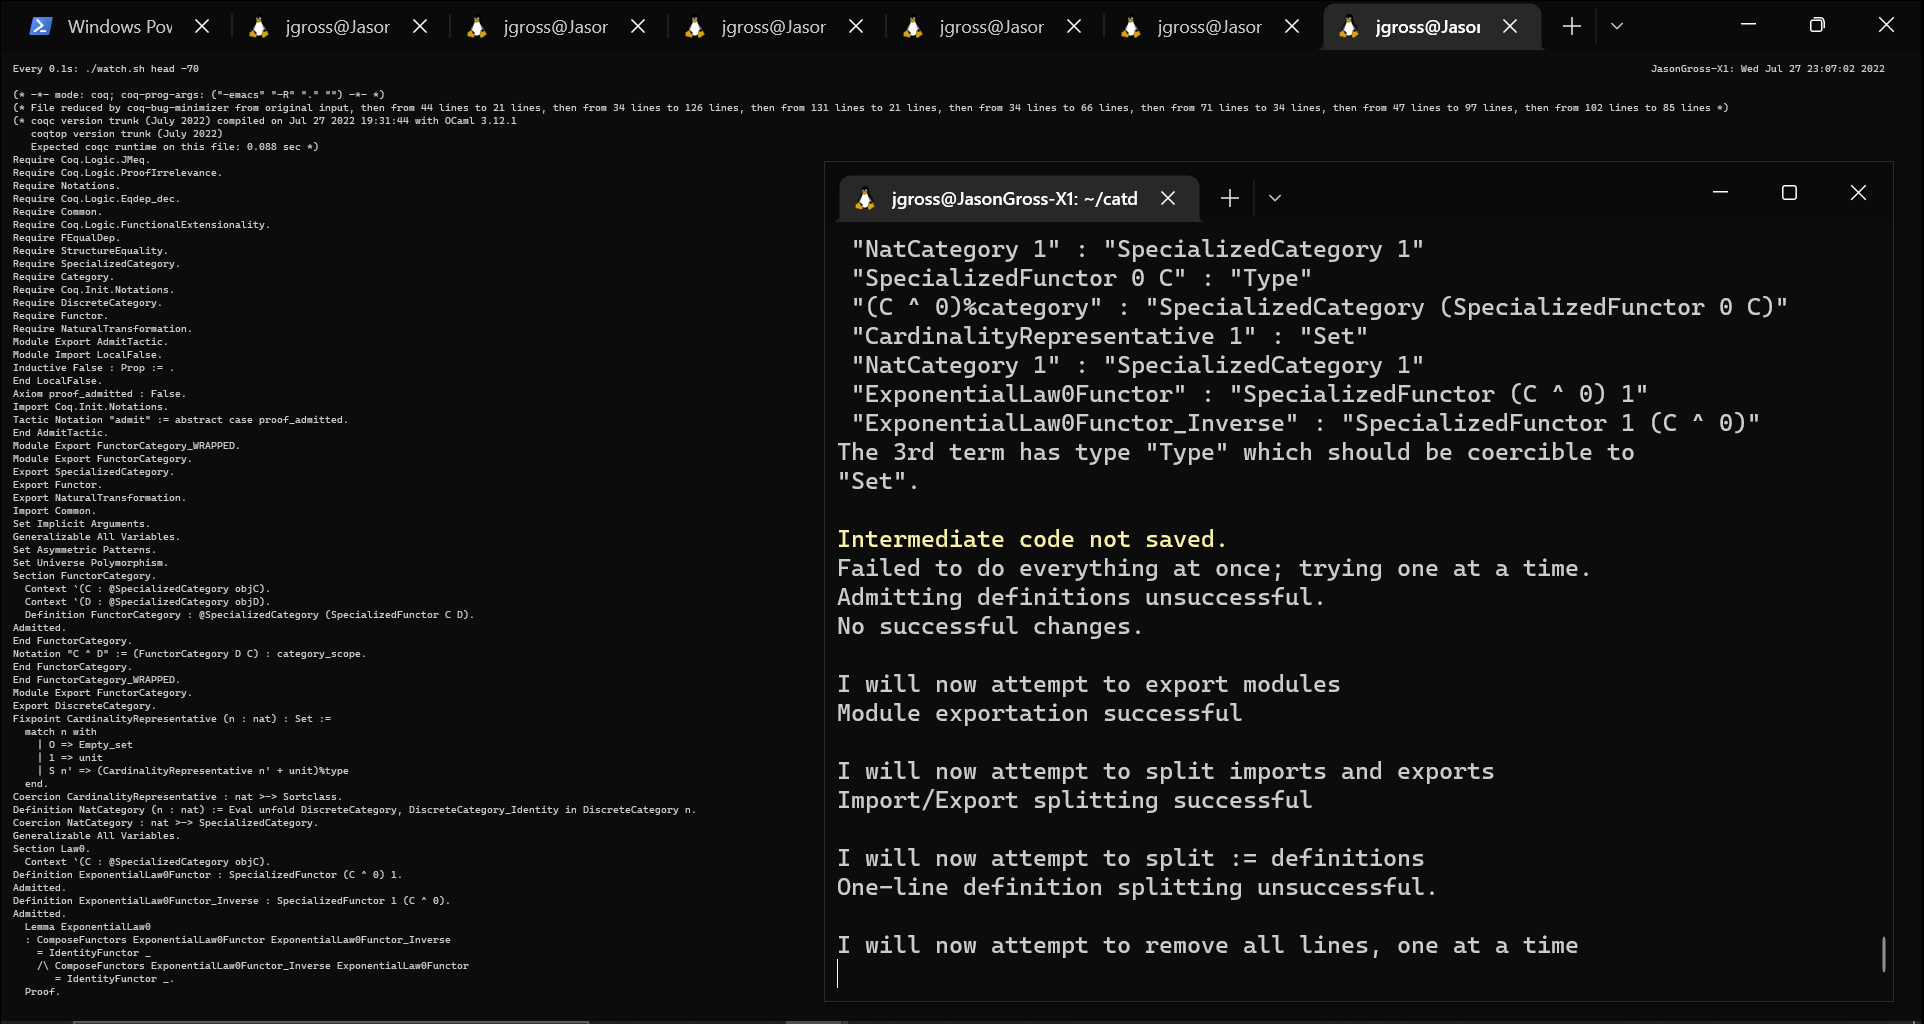 Windows Pow
jgross@Jasor
jgross@Jasor
jgross@Jasor
jgross@Jasor
jgross@Jasor
jgross@Jasor
Every 0.1s: ./watch.sh head -70
JasonGross-X1: Wed Jul 27 23:07:02 2022
(* -*- mode: coq; coq-prog-args: ("-emacs" "-R" "." "") -*- *)
(* File reduced by coq-bug-minimizer from original input, then from 44 lines to 21 lines, then from 34 lines to 126 lines, then from 131 lines to 21 lines, then from 34 lines to 66 lines, then from 71 lines to 34 lines, then from 47 lines to 97 lines, then from 102 lines to 85 lines *)
(* coqc version trunk (July 2022) compiled on Jul 27 2022 19:31:44 with OCaml 3.12.1
   coqtop version trunk (July 2022)
   Expected coqc runtime on this file: 0.088 sec *)
Require Coq.Logic.JMeq.
Require Coq.Logic.ProofIrrelevance.
Require Notations.
Require Coq.Logic.Eqdep_dec.
Require Common.
Require Coq.Logic.FunctionalExtensionality.
Require FEqualDep.
Require StructureEquality.
Require SpecializedCategory.
Require Category.
Require Coq.Init.Notations.
Require DiscreteCategory.
Require Functor.
Require NaturalTransformation.
Module Export AdmitTactic.
Module Import LocalFalse.
Inductive False : Prop := .
End LocalFalse.
Axiom proof_admitted : False.
Import Coq.Init.Notations.
Tactic Notation "admit" := abstract case proof_admitted.
End AdmitTactic.
Module Export FunctorCategory_WRAPPED.
Module Export FunctorCategory.
Export SpecializedCategory.
Export Functor.
Export NaturalTransformation.
Import Common.
Set Implicit Arguments.
Generalizable All Variables.
Set Asymmetric Patterns.
Set Universe Polymorphism.
Section FunctorCategory.
  Context `(C : @SpecializedCategory objC).
  Context `(D : @SpecializedCategory objD).
  Definition FunctorCategory : @SpecializedCategory (SpecializedFunctor C D).
Admitted.
End FunctorCategory.
Notation "C ^ D" := (FunctorCategory D C) : category_scope.
End FunctorCategory.
End FunctorCategory_WRAPPED.
Module Export FunctorCategory.
Export DiscreteCategory.
Fixpoint CardinalityRepresentative (n : nat) : Set :=
  match n with
    | O => Empty_set
    | 1 => unit
    | S n' => (CardinalityRepresentative n' + unit)%type
  end.
Coercion CardinalityRepresentative : nat >-> Sortclass.
Definition NatCategory (n : nat) := Eval unfold DiscreteCategory, DiscreteCategory_Identity in DiscreteCategory n.
Coercion NatCategory : nat >-> SpecializedCategory.
Generalizable All Variables.
Section Law0.
  Context `(C : @SpecializedCategory objC).
Definition ExponentialLaw0Functor : SpecializedFunctor (C ^ 0) 1.
Admitted.
Definition ExponentialLaw0Functor_Inverse : SpecializedFunctor 1 (C ^ 0).
Admitted.
  Lemma ExponentialLaw0
  : ComposeFunctors ExponentialLaw0Functor ExponentialLaw0Functor_Inverse
    = IdentityFunctor _
    /\ ComposeFunctors ExponentialLaw0Functor_Inverse ExponentialLaw0Functor
       = IdentityFunctor _.
  Proof.
jgross@JasonGross-X1: ~/catd
 "NatCategory 1" : "SpecializedCategory 1"
 "SpecializedFunctor 0 C" : "Type"
 "(C ^ 0)%category" : "SpecializedCategory (SpecializedFunctor 0 C)"
 "CardinalityRepresentative 1" : "Set"
 "NatCategory 1" : "SpecializedCategory 1"
 "ExponentialLaw0Functor" : "SpecializedFunctor (C ^ 0) 1"
 "ExponentialLaw0Functor_Inverse" : "SpecializedFunctor 1 (C ^ 0)"
The 3rd term has type "Type" which should be coercible to
"Set".
Intermediate code not saved.
Failed to do everything at once; trying one at a time.
Admitting definitions unsuccessful.
No successful changes.
I will now attempt to export modules
Module exportation successful
I will now attempt to split imports and exports
Import/Export splitting successful
I will now attempt to split := definitions
One-line definition splitting unsuccessful.
I will now attempt to remove all lines, one at a time